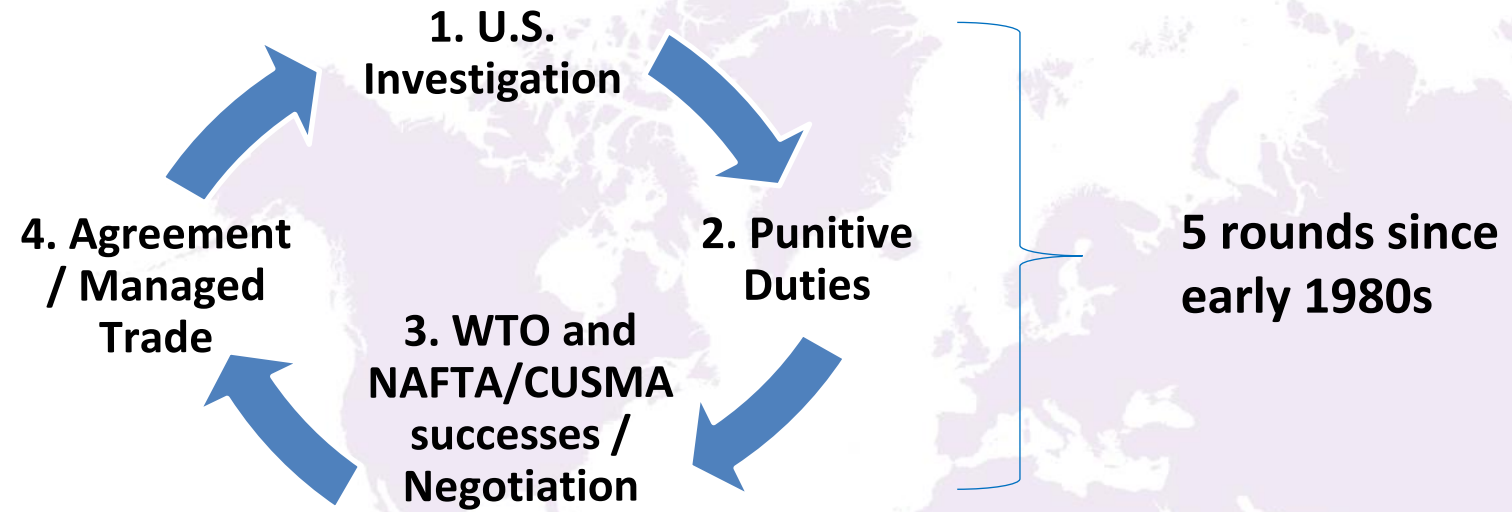 1. U.S.
Investigation
2. Punitive
Duties
3. WTO and
NAFTA/CUSMA
successes /
Negotiation
4. Agreement
/ Managed
Trade
5 rounds since
early 1980s